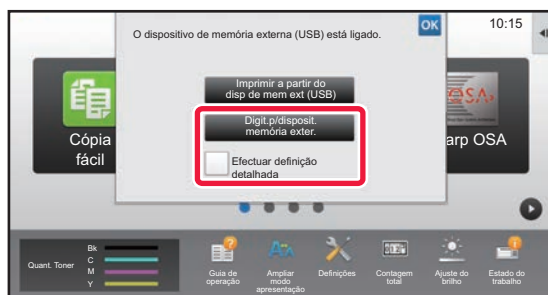 O dispositivo de memória externa (USB) está ligado.
OK
10:15
Imprimir a partir do
disp de mem ext (USB)
Digit.p/disposit.
memória exter.
Efectuar definição
detalhada
Cópia
fácil
arp OSA
Quant. Toner
Bk
C
M
Y
Guia de
operação
Ampliar
modo
apresentação
Definições
Contagem
total
Ajuste do
brilho
Estado do
trabalho